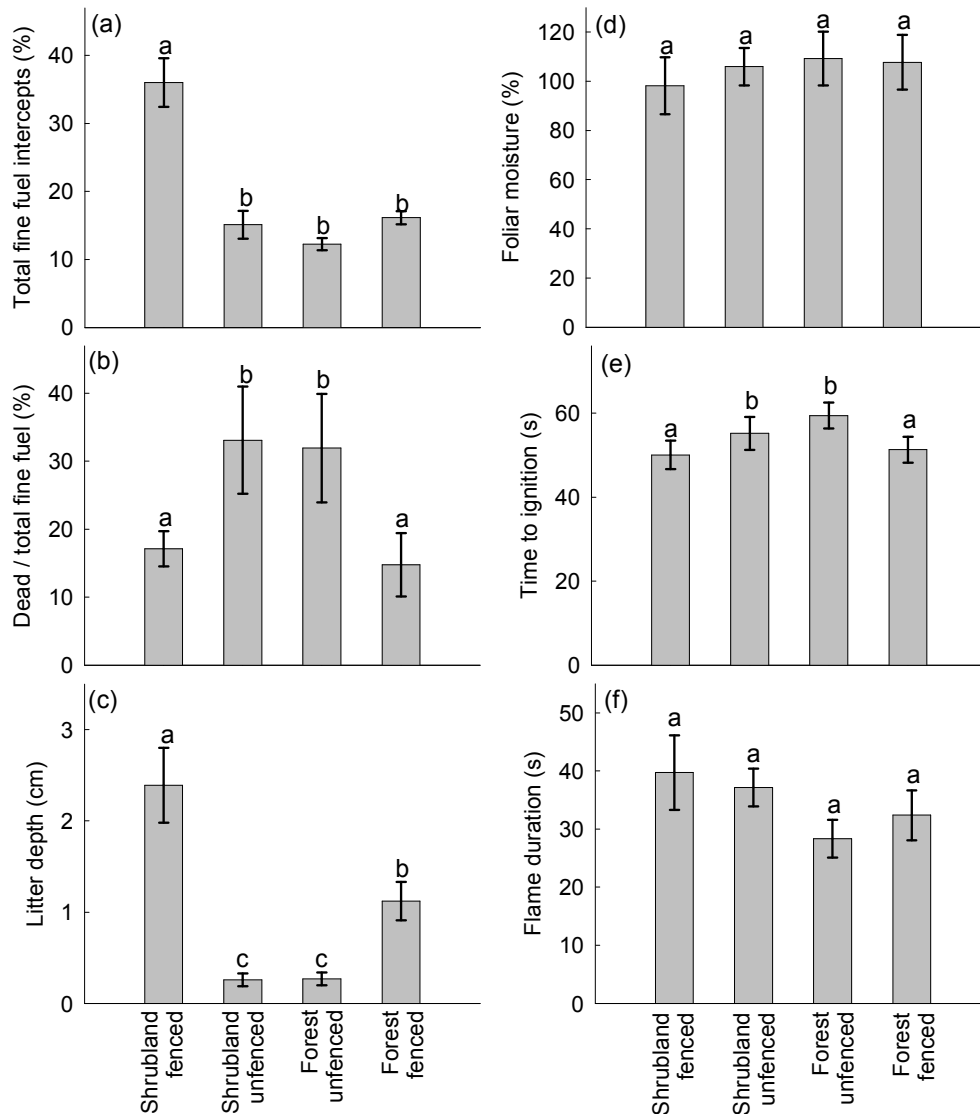 (a)
Total fine fuel intercepts (%)
40
30
20
10
0
a
b
b
b
(b)
Dead / total fine fuel (%)
40
30
20
10
0
a
b
b
a
(c)
Litter depth (cm)
3
2
1
0
a
c
c
b
Shrubland
fenced
Shrubland
unfenced
Forest
unfenced
Forest
fenced
(d)
Foliar moisture (%)
120
100
80
60
40
20
0
a
a
a
a
(e)
Time to ignition (s)
60
40
20
0
a
b
b
a
(f)
Flame duration (s)
50
40
30
20
10
0
a
a
a
a
Shrubland
fenced
Shrubland
unfenced
Forest
unfenced
Forest
fenced